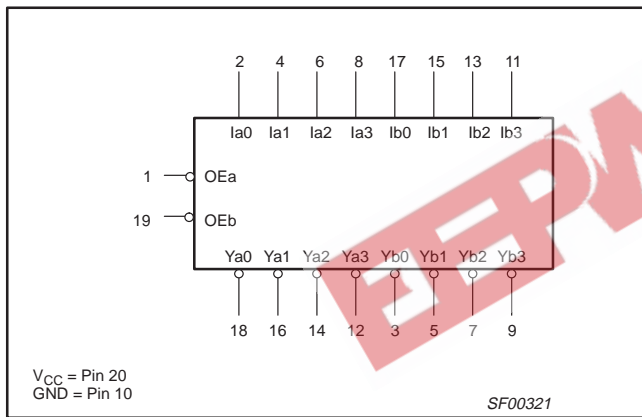 2 4 6 8 17 15 13 11
Ia0 Ia1 Ia2 Ia3 Ib0 Ib1 Ib2 Ib3
1 OEa
19 OEb
Ya0 Ya1 Ya2 Ya3 Yb0 Yb1 Yb2 Yb3
18 16 14 12 3 5 7 9
VCC = Pin 20
GND = Pin 10
SF00321